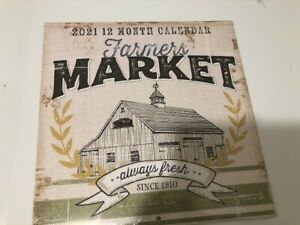 2021 12 MONTH CALENDAR
Farmers
MARKET
always fresh
SINCE 1910